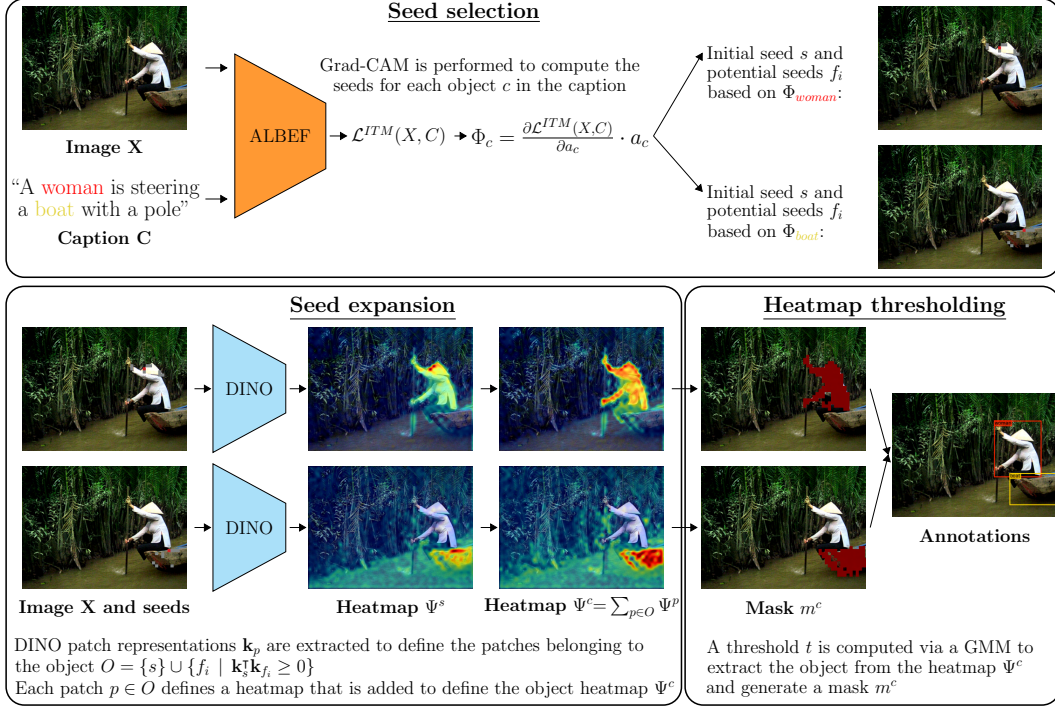 Seed selection
Image X
“A woman is steering
a boat with a pole”
Caption C
ALBEF
Grad-CAM is performed to compute the
seeds for each object c in the caption
ℒ^{ITM}(X, C)
Φ_c = ∂ℒ^{ITM}(X,C)/∂a_c · a_c
Initial seed s and
potential seeds f_i
based on Φ_{woman}:
Initial seed s and
potential seeds f_i
based on Φ_{boat}:
Seed expansion
DINO
DINO
Image X and seeds
Heatmap Ψ^s
Heatmap Ψ^c=∑_{p∈O} Ψ^p
DINO patch representations k_p are extracted to define the patches belonging to
the object O = {s} ∪ {f_i | k_s^⊺k_{f_i} ≥ 0}
Each patch p ∈ O defines a heatmap that is added to define the object heatmap Ψ^c
Heatmap thresholding
Mask m^c
Annotations
A threshold t is computed via a GMM to
extract the object from the heatmap Ψ^c
and generate a mask m^c